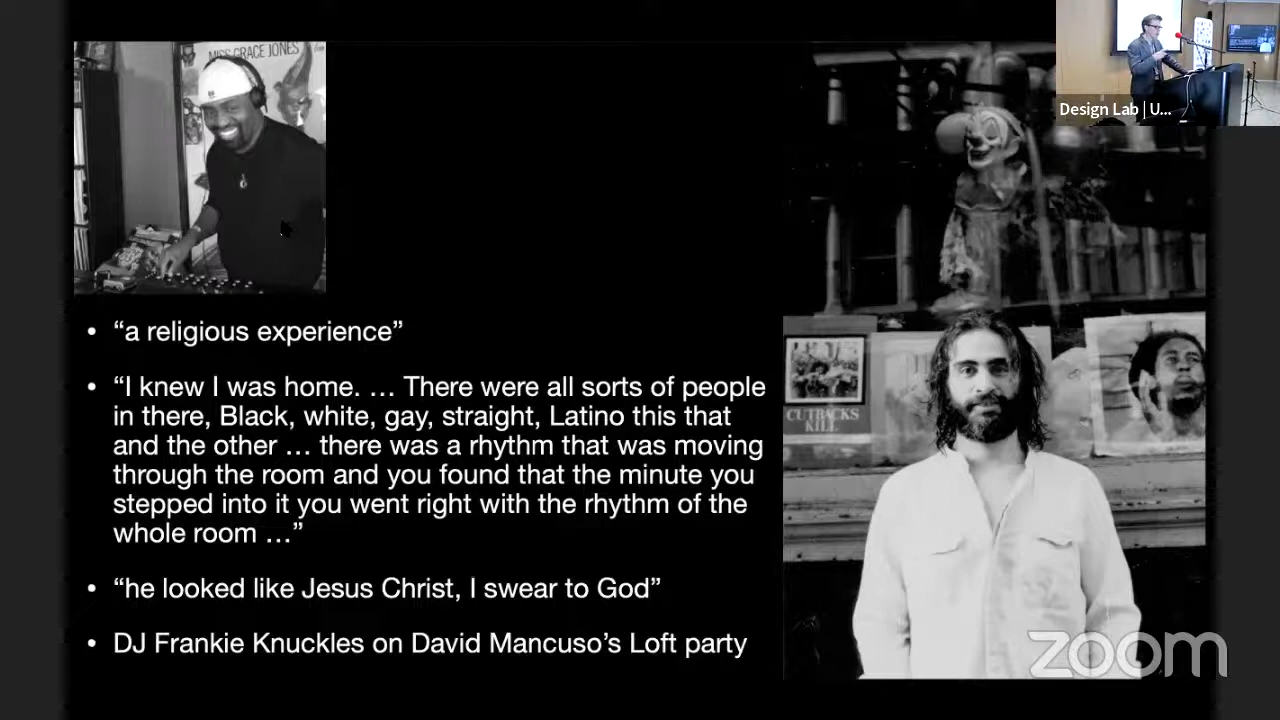 MISS GRACE JONES
Design Lab | U...
• “a religious experience”
• “I knew I was home. … There were all sorts of people
in there, Black, white, gay, straight, Latino this that
and the other … there was a rhythm that was moving
through the room and you found that the minute you
stepped into it you went right with the rhythm of the
whole room …”
CUTBACKS
KILL
• “he looked like Jesus Christ, I swear to God”
• DJ Frankie Knuckles on David Mancuso’s Loft party
zoom